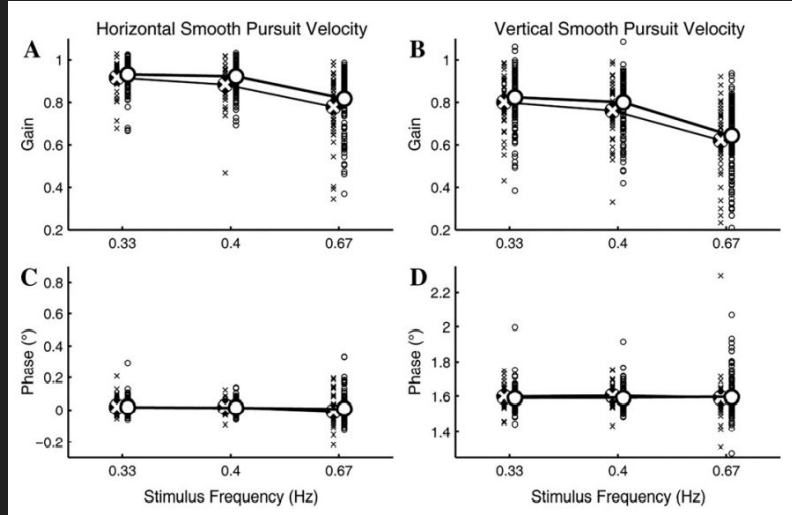 Horizontal Smooth Pursuit Velocity
A
Gain
1
0.8
0.6
0.4
0.2
0.33 0.4 0.67
Vertical Smooth Pursuit Velocity
B
Gain
1
0.8
0.6
0.4
0.2
0.33 0.4 0.67
C
Phase (°)
0.8
0.6
0.4
0.2
0
−0.2
0.33 0.4 0.67
Stimulus Frequency (Hz)
D
Phase (°)
2.2
2
1.8
1.6
1.4
0.33 0.4 0.67
Stimulus Frequency (Hz)